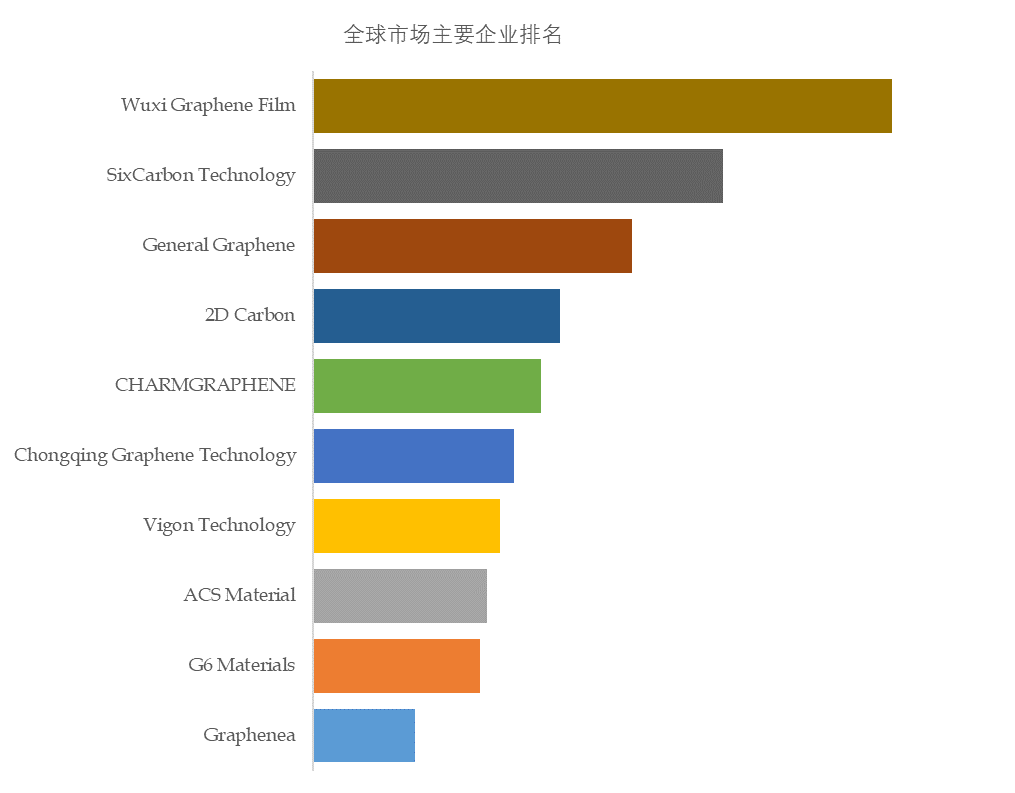 全球市场主要企业排名
Wuxi Graphene Film
SixCarbon Technology
General Graphene
2D Carbon
CHARMGRAPHENE
Chongqing Graphene Technology
Vigon Technology
ACS Material
G6 Materials
Graphenea